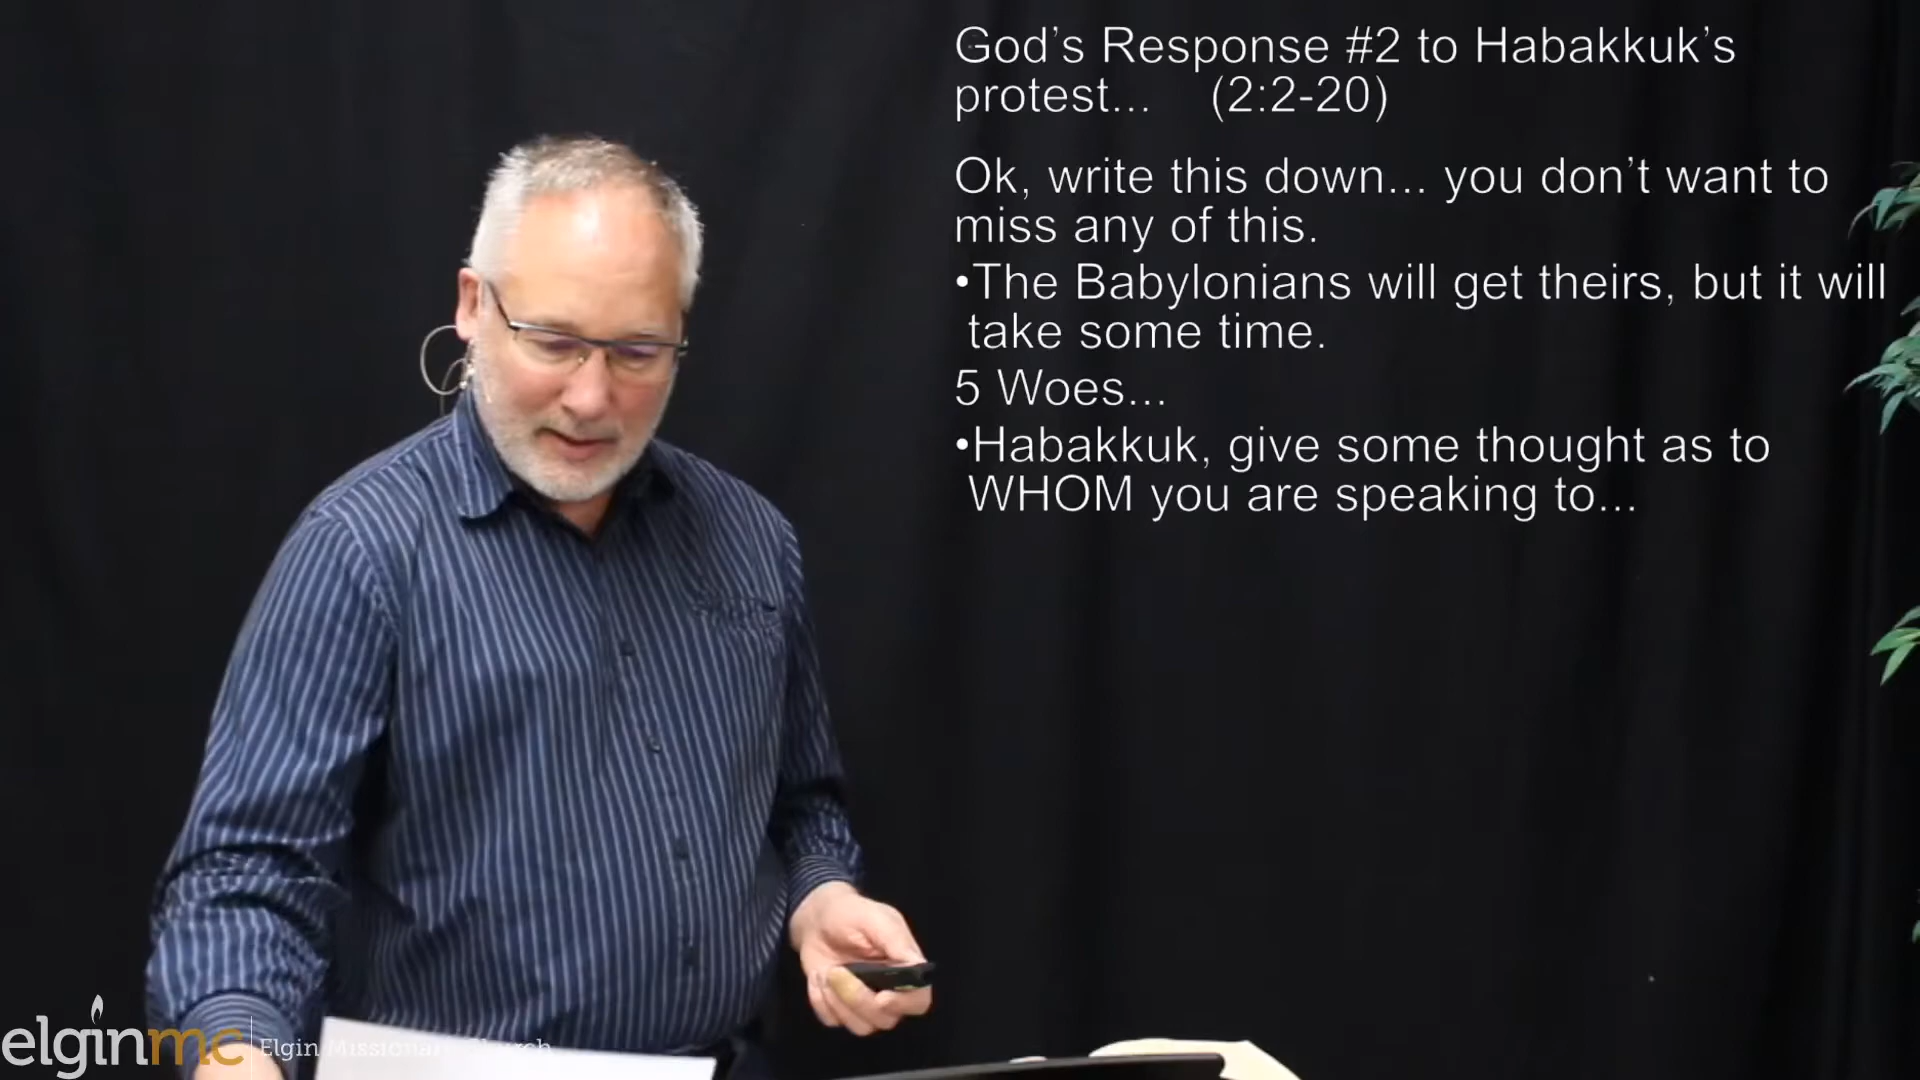 God’s Response #2 to Habakkuk’s
protest... (2:2-20)
Ok, write this down... you don’t want to
miss any of this.
•The Babylonians will get theirs, but it will
take some time.
5 Woes...
•Habakkuk, give some thought as to
WHOM you are speaking to...
elginmc Elgin Missionary Church